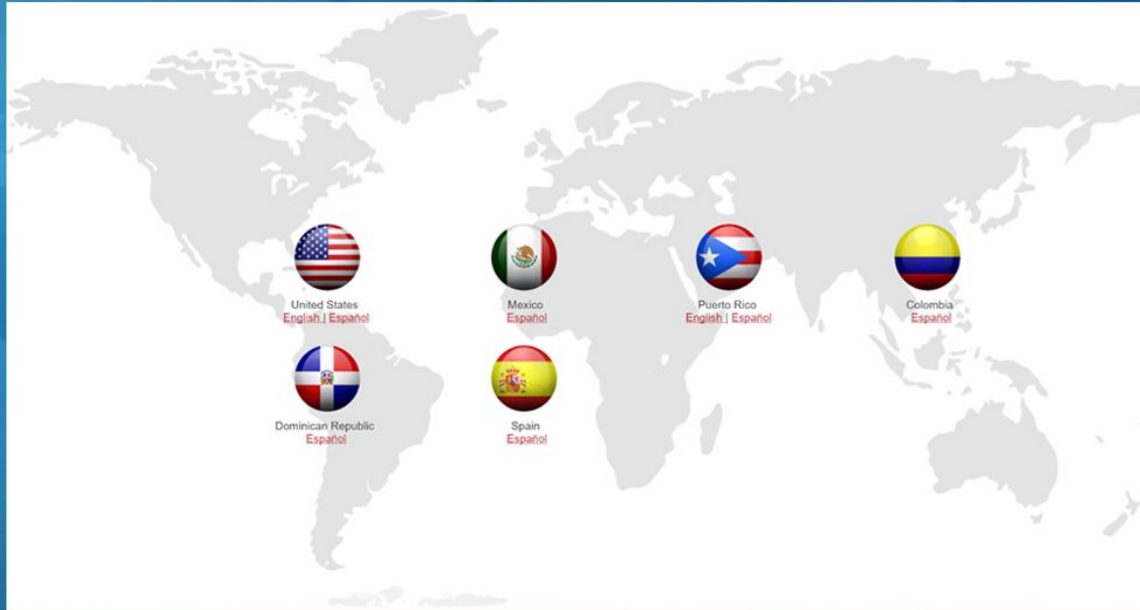 United States
English | Español
Mexico
Español
Puerto Rico
English | Español
Colombia
Español
Dominican Republic
Español
Spain
Español